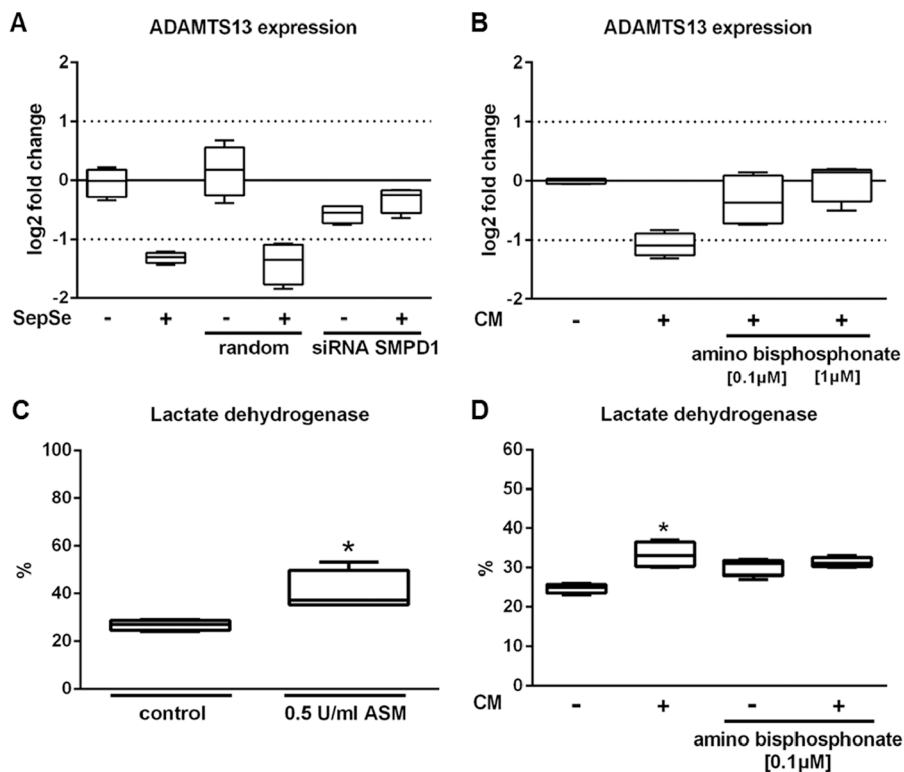 A
ADAMTS13 expression
log2 fold change
2
1
0
-1
-2
SepSe
- + - + - +
random siRNA SMPD1
B
ADAMTS13 expression
log2 fold change
2
1
0
-1
-2
CM
- + + +
amino bisphosphonate
[0.1µM] [1µM]
C
Lactate dehydrogenase
%
100
80
60
40
20
0
*
control 0.5 U/ml ASM
D
Lactate dehydrogenase
%
60
50
40
30
20
10
0
*
CM
- + - +
amino bisphosphonate
[0.1µM]